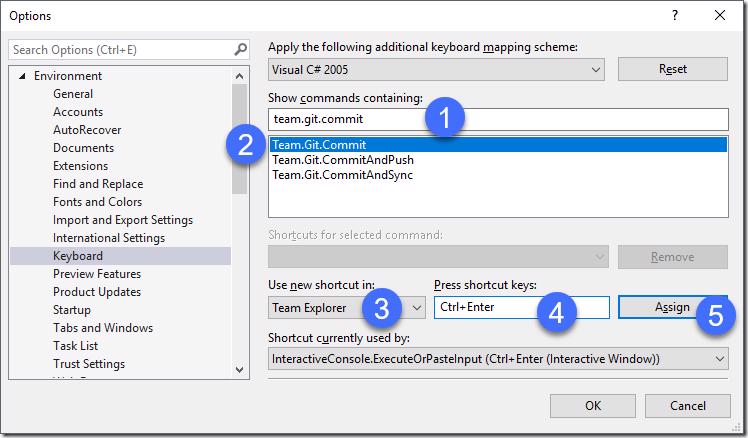 Options
?
Search Options (Ctrl+E)
Environment
General
Accounts
AutoRecover
Documents
Extensions
Find and Replace
Fonts and Colors
Import and Export Settings
International Settings
Keyboard
Preview Features
Product Updates
Startup
Tabs and Windows
Task List
Trust Settings
Apply the following additional keyboard mapping scheme:
Visual C# 2005
Reset
Show commands containing:
team.git.commit
1
2
Team.Git.Commit
Team.Git.CommitAndPush
Team.Git.CommitAndSync
Shortcuts for selected command:
Remove
Use new shortcut in:
Press shortcut keys:
Team Explorer
3
Ctrl+Enter
4
Assign
5
Shortcut currently used by:
InteractiveConsole.ExecuteOrPasteInput (Ctrl+Enter (Interactive Window))
OK
Cancel